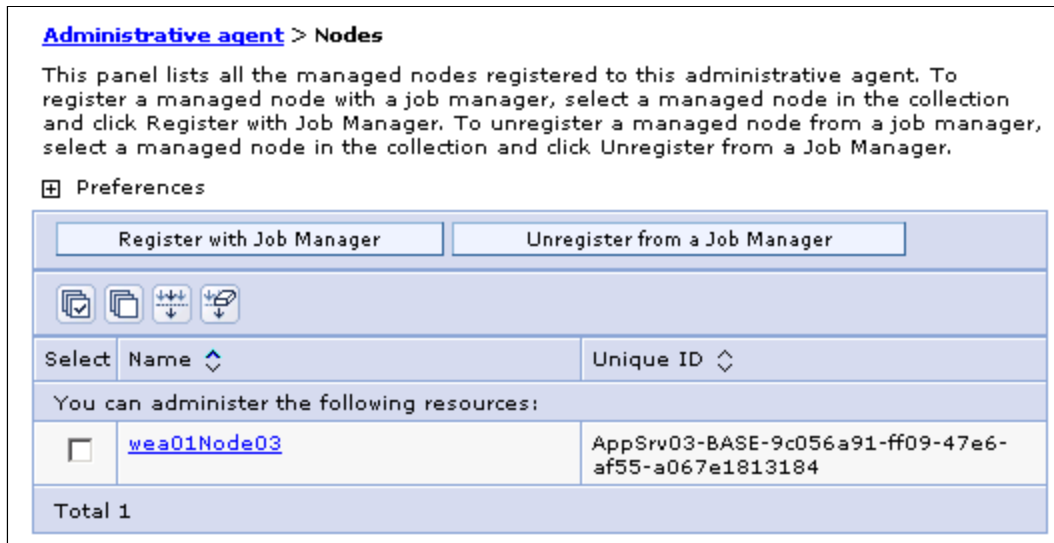 Administrative agent > Nodes
This panel lists all the managed nodes registered to this administrative agent. To
register a managed node with a job manager, select a managed node in the collection
and click Register with Job Manager. To unregister a managed node from a job manager,
select a managed node in the collection and click Unregister from a Job Manager.
Preferences
Register with Job Manager Unregister from a Job Manager
Select Name Unique ID
You can administer the following resources:
wea01Node03 AppSrv03-BASE-9c056a91-ff09-47e6-
af55-a067e1813184
Total 1